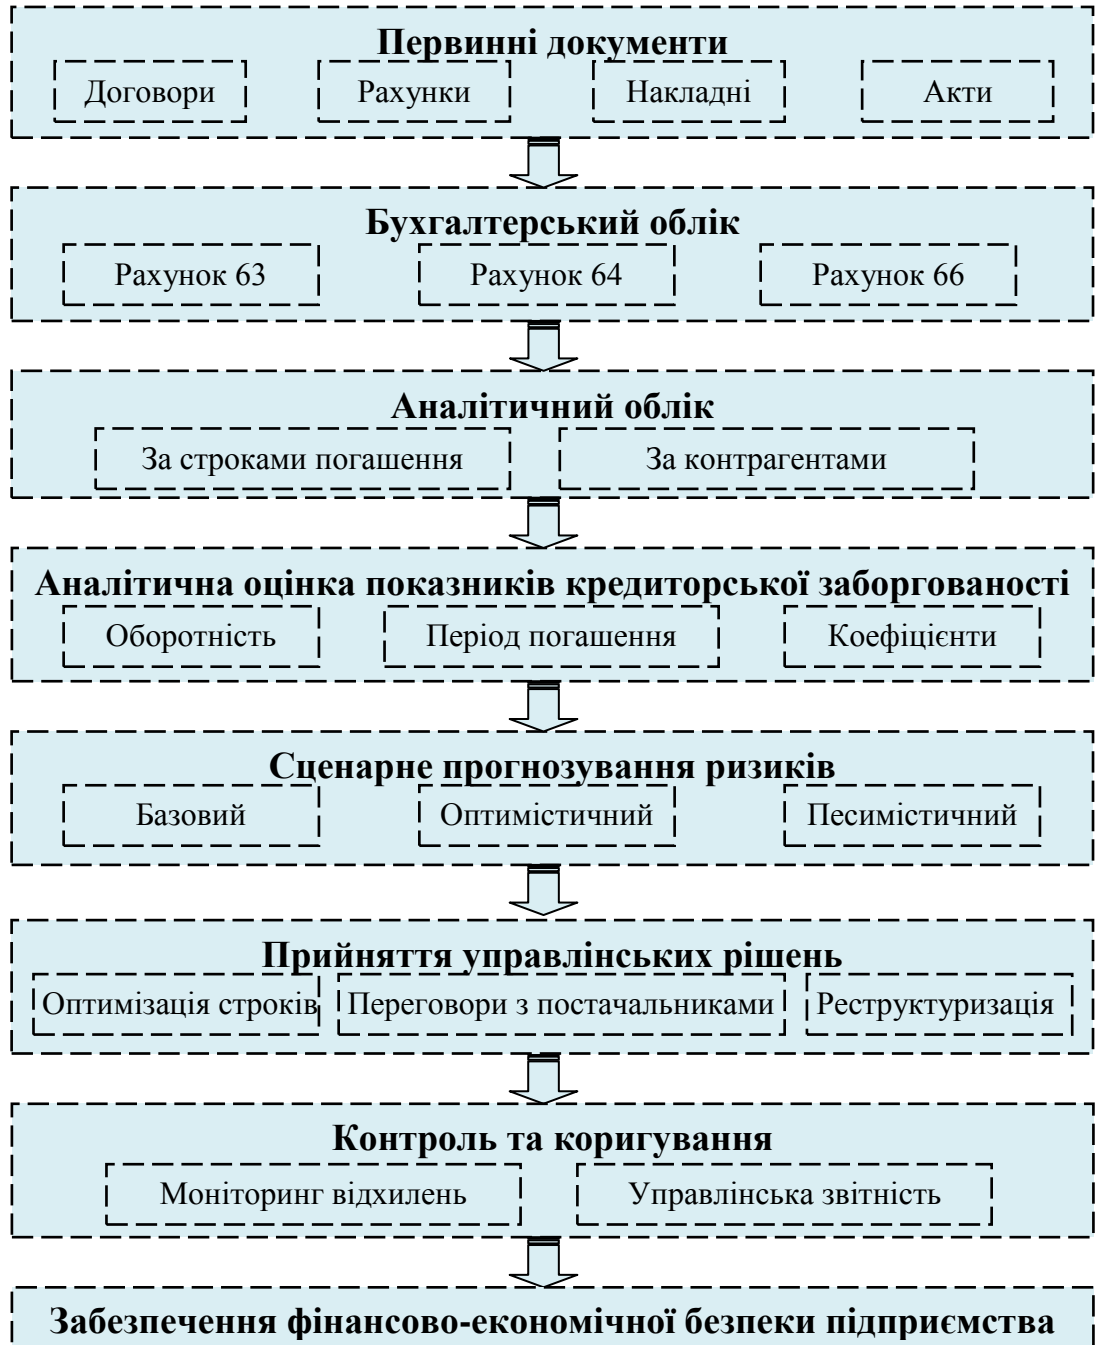 Первинні документи
Договори Рахунки Накладні Акти
Бухгалтерський облік
Рахунок 63 Рахунок 64 Рахунок 66
Аналітичний облік
За строками погашення За контрагентами
Аналітична оцінка показників кредиторської заборгованості
Оборотність Період погашення Коефіцієнти
Сценарне прогнозування ризиків
Базовий Оптимістичний Песимістичний
Прийняття управлінських рішень
Оптимізація строків Переговори з постачальниками Реструктуризація
Контроль та коригування
Моніторинг відхилень Управлінська звітність
Забезпечення фінансово-економічної безпеки підприємства